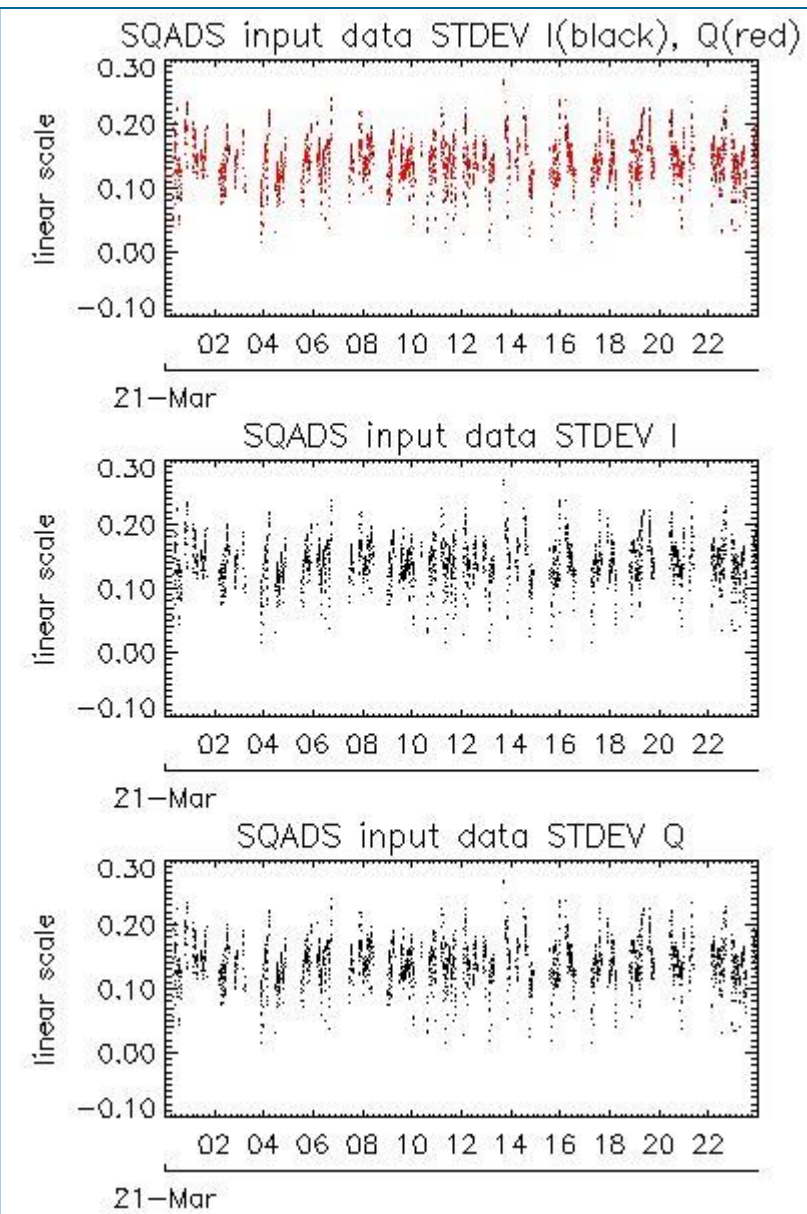 SQADS input data STDEV I(black), Q(red)
linear scale
0.30
0.20
0.10
0.00
-0.10
02 04 06 08 10 12 14 16 18 20 22
21-Mar
SQADS input data STDEV I
linear scale
0.30
0.20
0.10
0.00
-0.10
02 04 06 08 10 12 14 16 18 20 22
21-Mar
SQADS input data STDEV Q
linear scale
0.30
0.20
0.10
0.00
-0.10
02 04 06 08 10 12 14 16 18 20 22
21-Mar